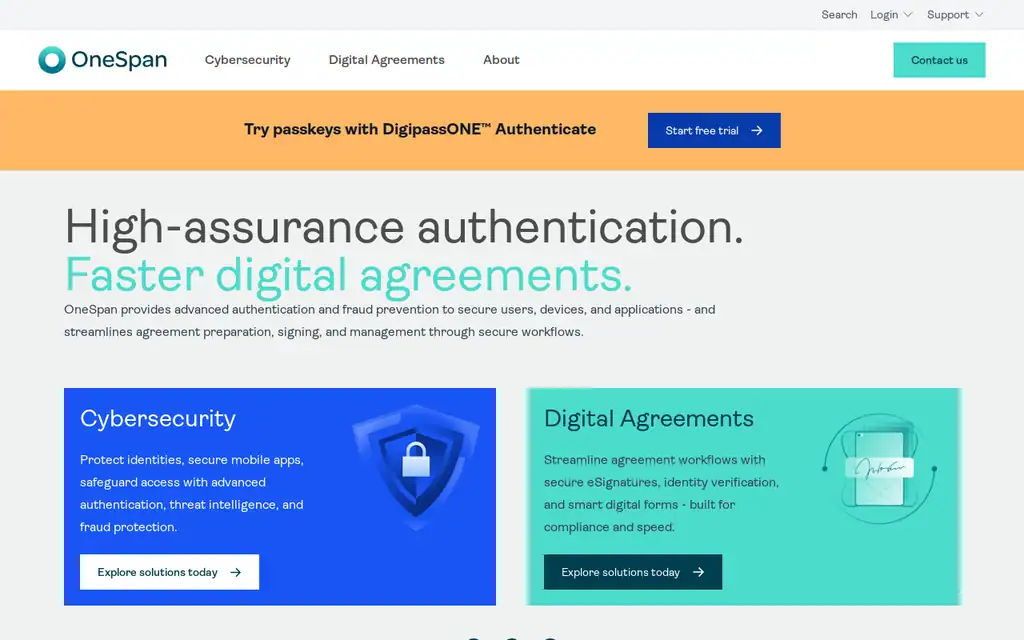 Search Login Support
OneSpan Cybersecurity Digital Agreements About Contact us
Try passkeys with DigipassONE™ Authenticate Start free trial
High-assurance authentication.
Faster digital agreements.
OneSpan provides advanced authentication and fraud prevention to secure users, devices, and applications - and
streamlines agreement preparation, signing, and management through secure workflows.
Cybersecurity
Protect identities, secure mobile apps,
safeguard access with advanced
authentication, threat intelligence, and
fraud protection.
Explore solutions today
Digital Agreements
Streamline agreement workflows with
secure eSignatures, identity verification,
and smart digital forms - built for
compliance and speed.
Explore solutions today